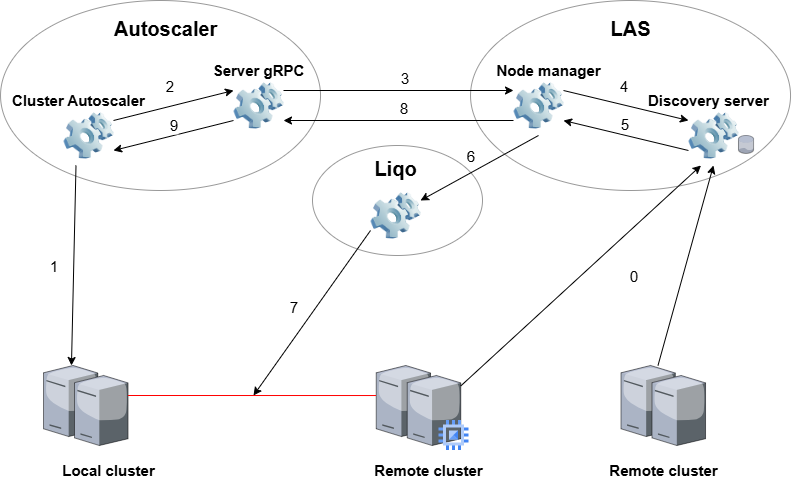 Autoscaler
LAS
Server gRPC
Node manager
Cluster Autoscaler
Discovery server
2
3
4
8
5
9
Liqo
6
1
7
0
Local cluster
Remote cluster
Remote cluster